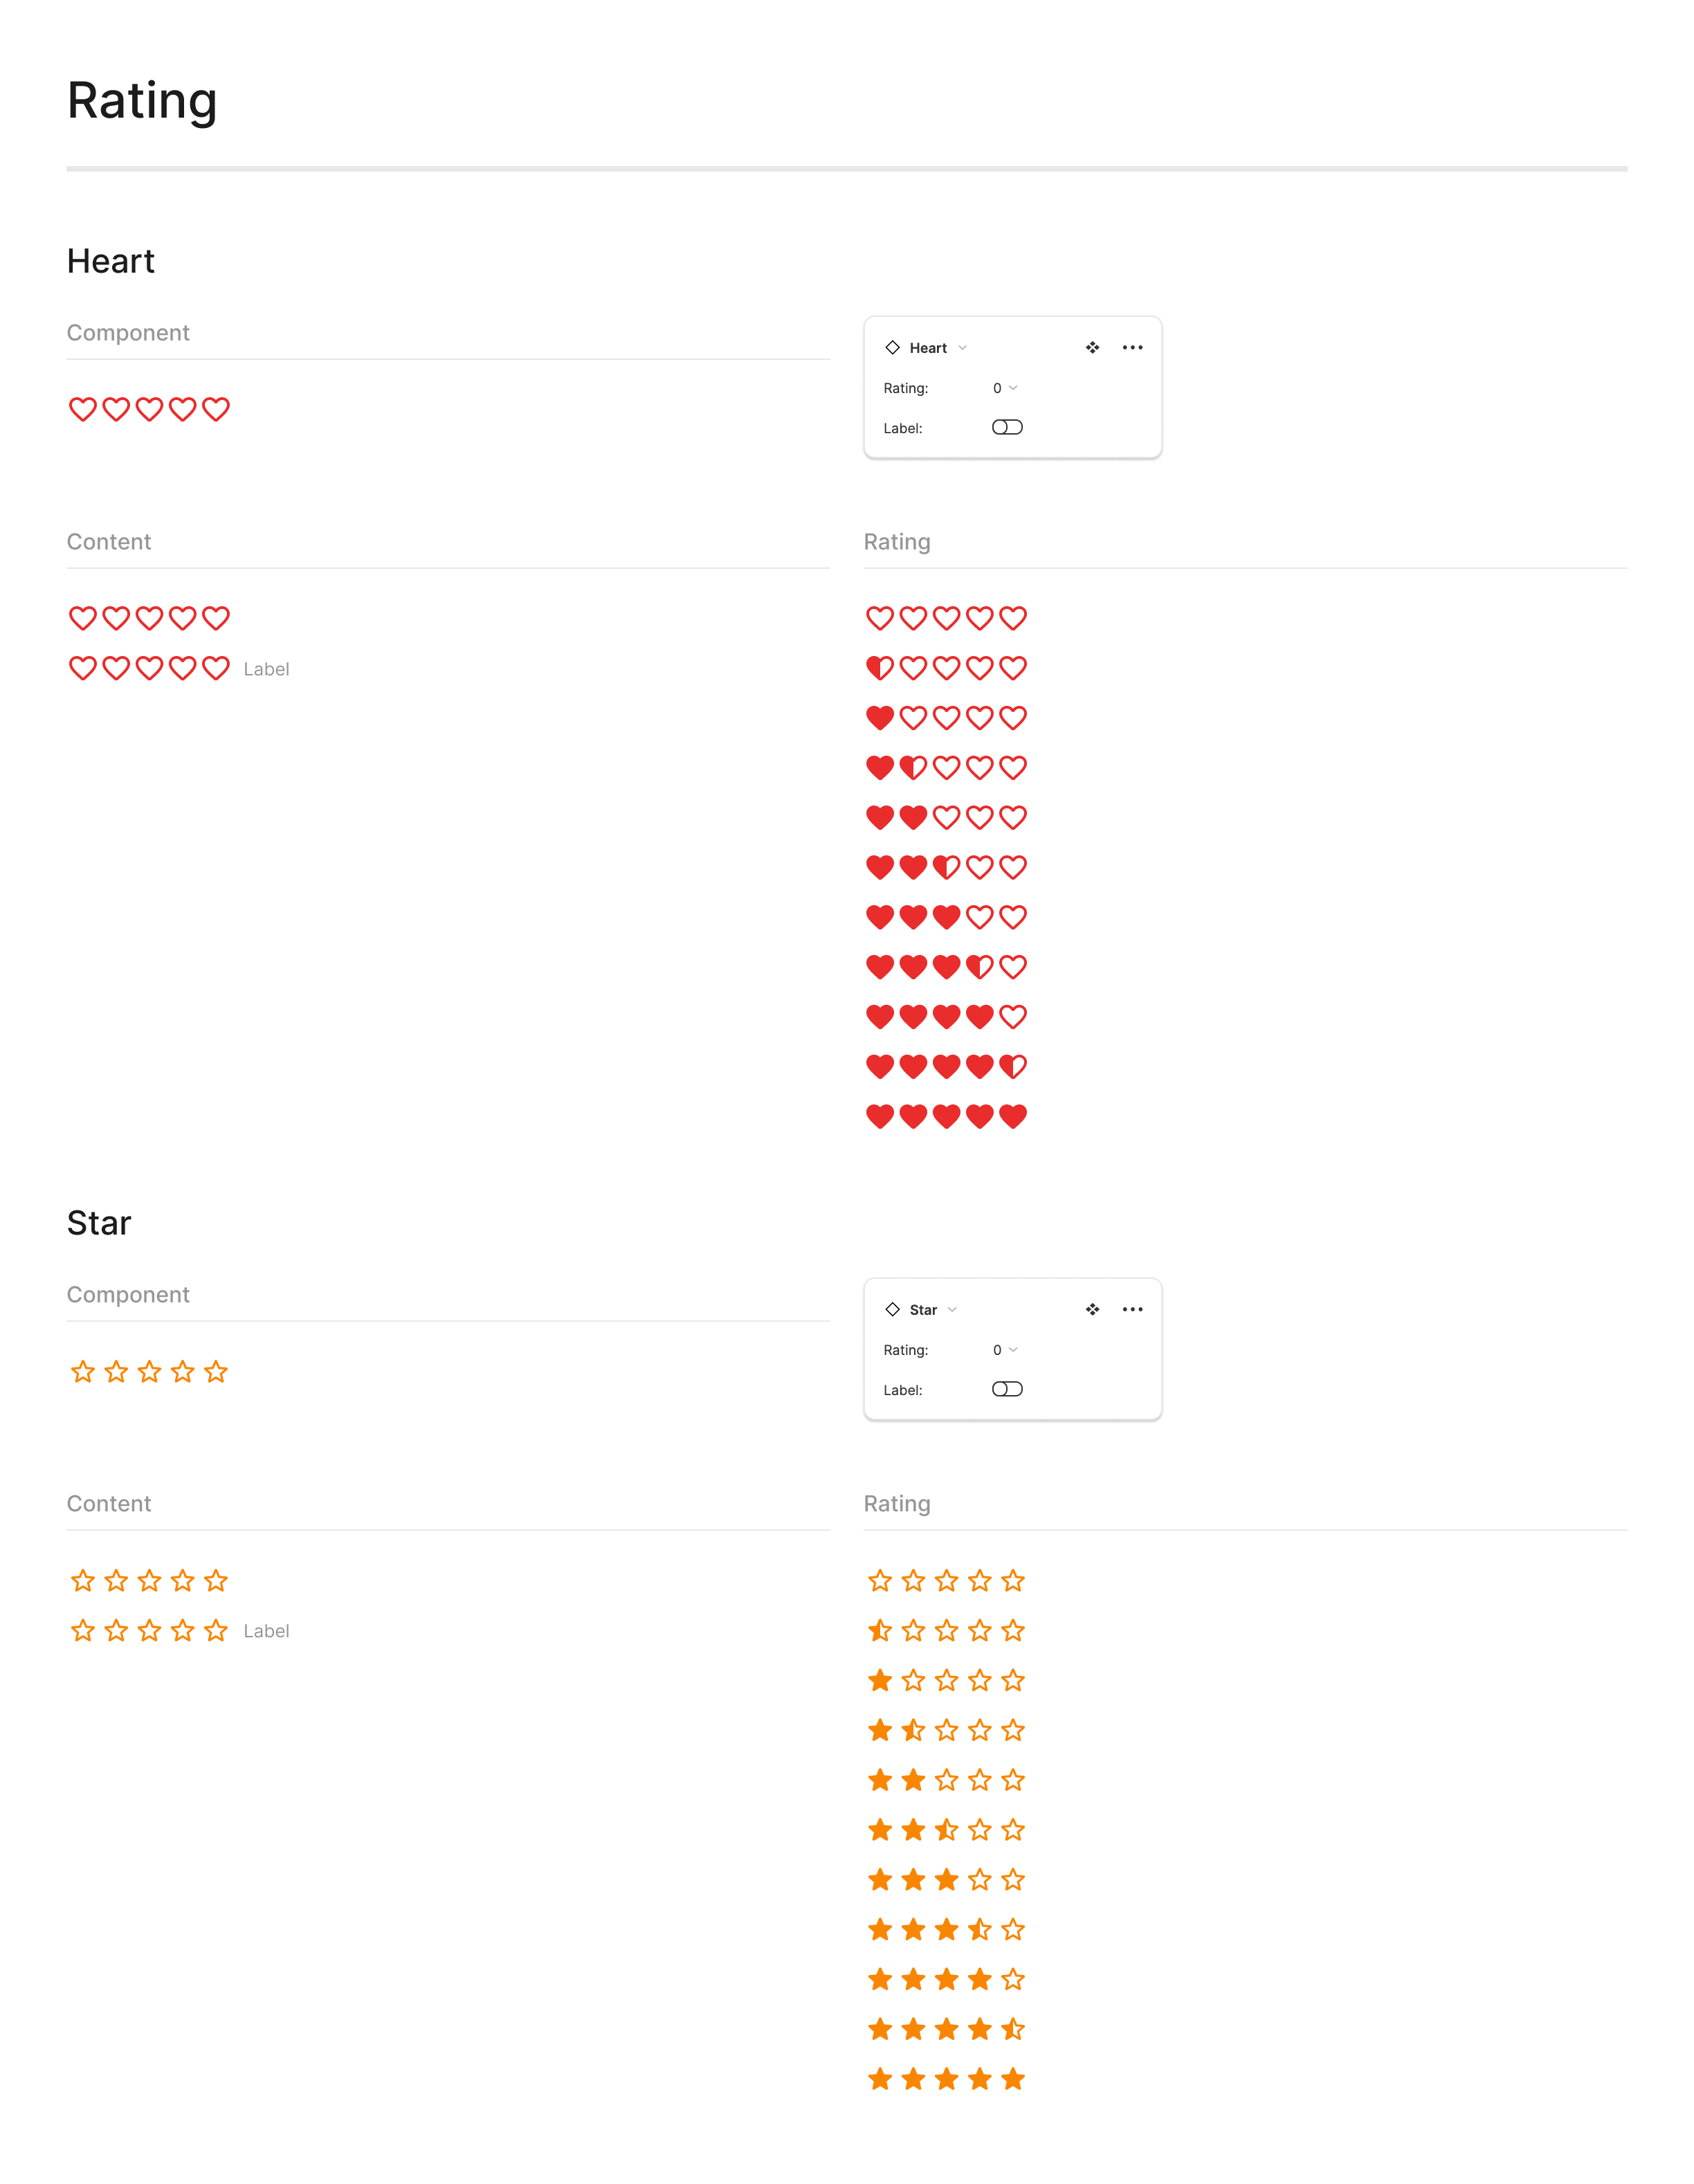 Rating
Heart
Component
Heart
Rating: 0
Label:
Content
Rating
Label
Star
Component
Star
Rating: 0
Label:
Content
Rating
Label